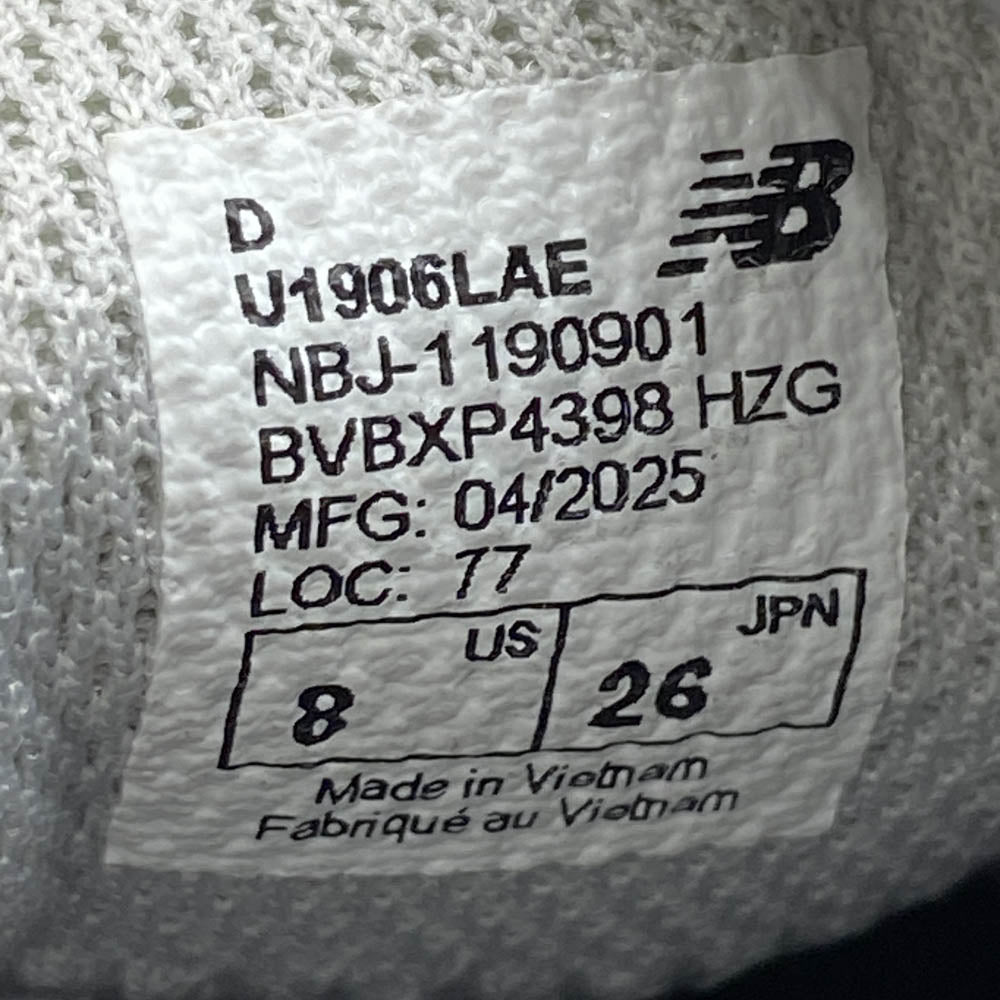 D
NB
U1906LAE
NBJ-1190901
BVBXP4398 HZG
MFG: 04/2025
LOC: 77
US JPN
8 26
Made in Vietnam
Fabriqué au Vietnam